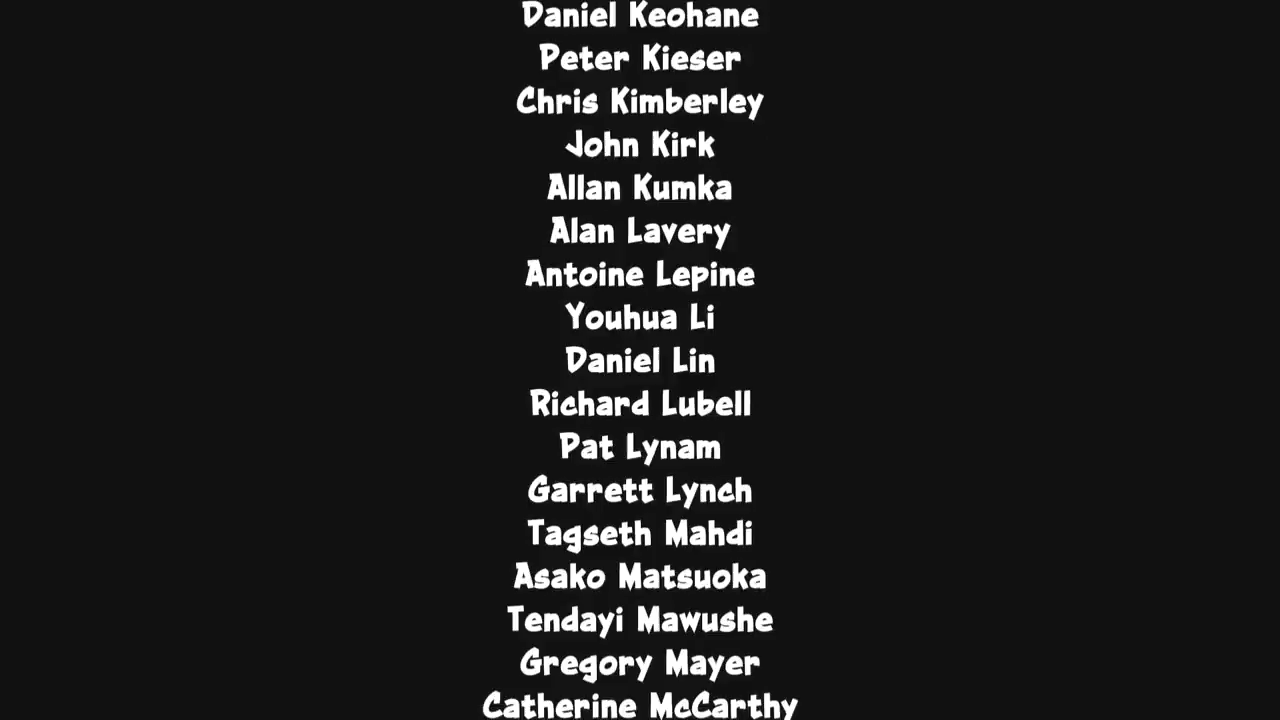 Daniel Keohane
Peter Kieser
Chris Kimberley
John Kirk
Allan Kumka
Alan Lavery
Antoine Lepine
Youhua Li
Daniel Lin
Richard Lubell
Pat Lynam
Garrett Lynch
Tagseth Mahdi
Asako Matsuoka
Tendayi Mawushe
Gregory Mayer
Catherine McCarthy